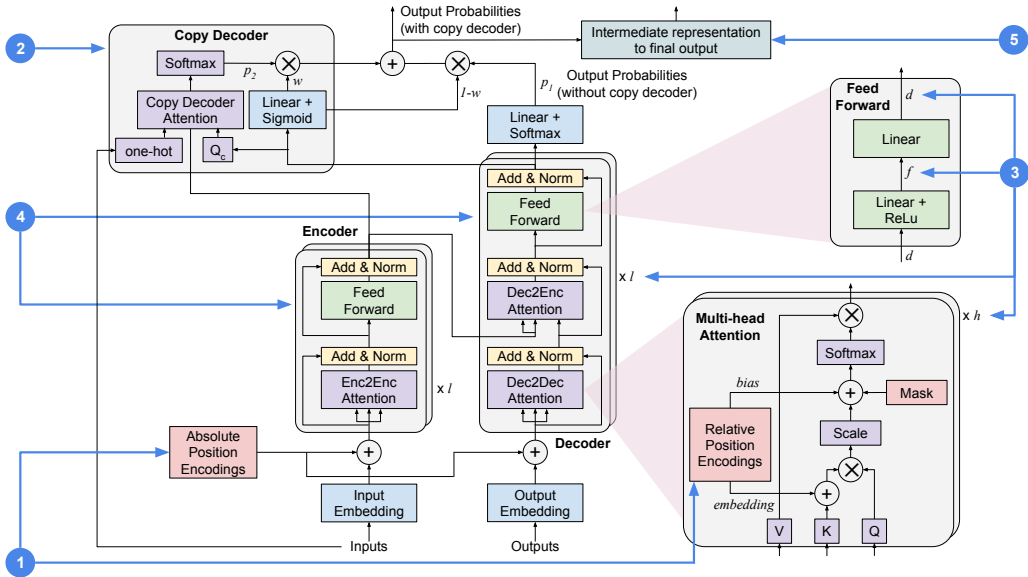 Output Probabilities
(with copy decoder)
Intermediate representation
to final output
5
2
Copy Decoder
Softmax
p2
w
Copy Decoder
Attention
Linear +
Sigmoid
1-w
one-hot
Qc
p1
Output Probabilities
(without copy decoder)
Linear +
Softmax
Feed
Forward
d
Linear
f
Linear +
ReLu
d
3
4
Add & Norm
Feed
Forward
Add & Norm
Dec2Enc
Attention
Add & Norm
Dec2Dec
Attention
Decoder
x l
Encoder
Add & Norm
Feed
Forward
Add & Norm
Enc2Enc
Attention
x l
Multi-head
Attention
x h
Softmax
bias
Mask
Relative
Position
Encodings
Scale
embedding
V
K
Q
Absolute
Position
Encodings
Input
Embedding
Output
Embedding
Inputs
Outputs
1